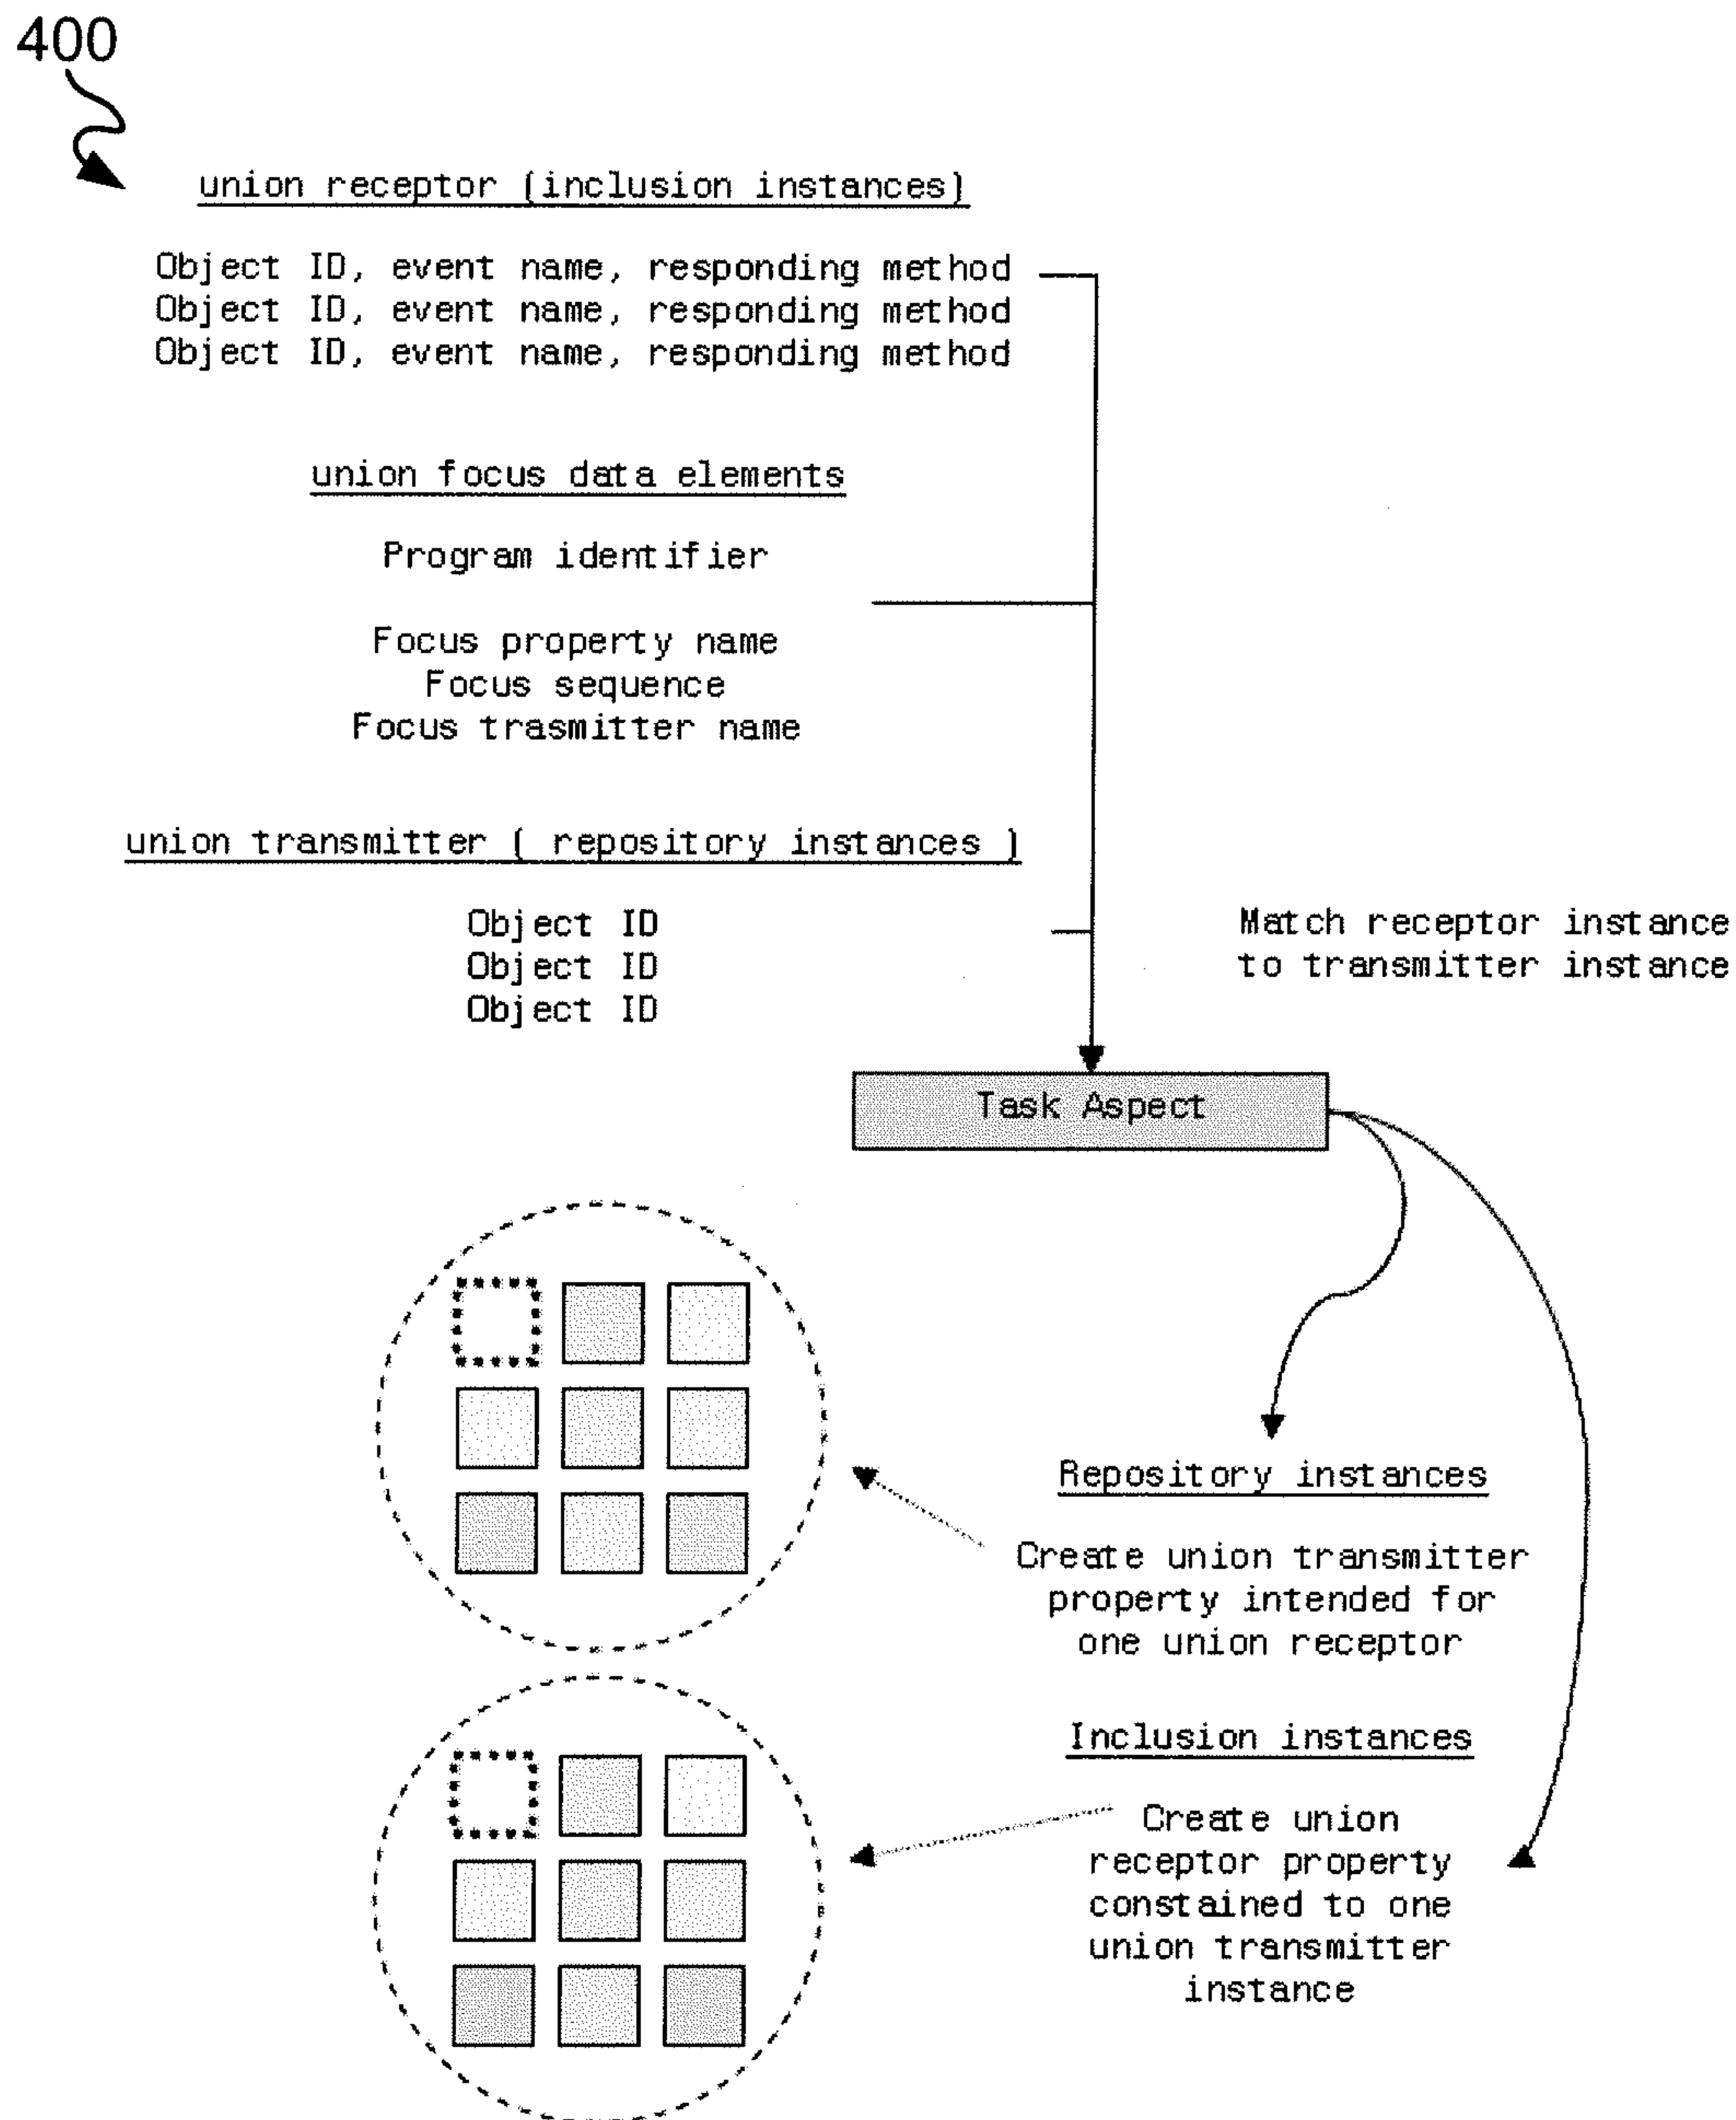 400
union receptor (inclusion instances)
Object ID, event name, responding method
Object ID, event name, responding method
Object ID, event name, responding method
union focus data elements
Program identifier
Focus property name
Focus sequence
Focus trasmitter name
union transmitter ( repository instances )
Object ID
Object ID
Object ID
Match receptor instance
to transmitter instance
Task Aspect
Repository instances
Create union transmitter
property intended for
one union receptor
Inclusion instances
Create union
receptor property
constained to one
union transmitter
instance